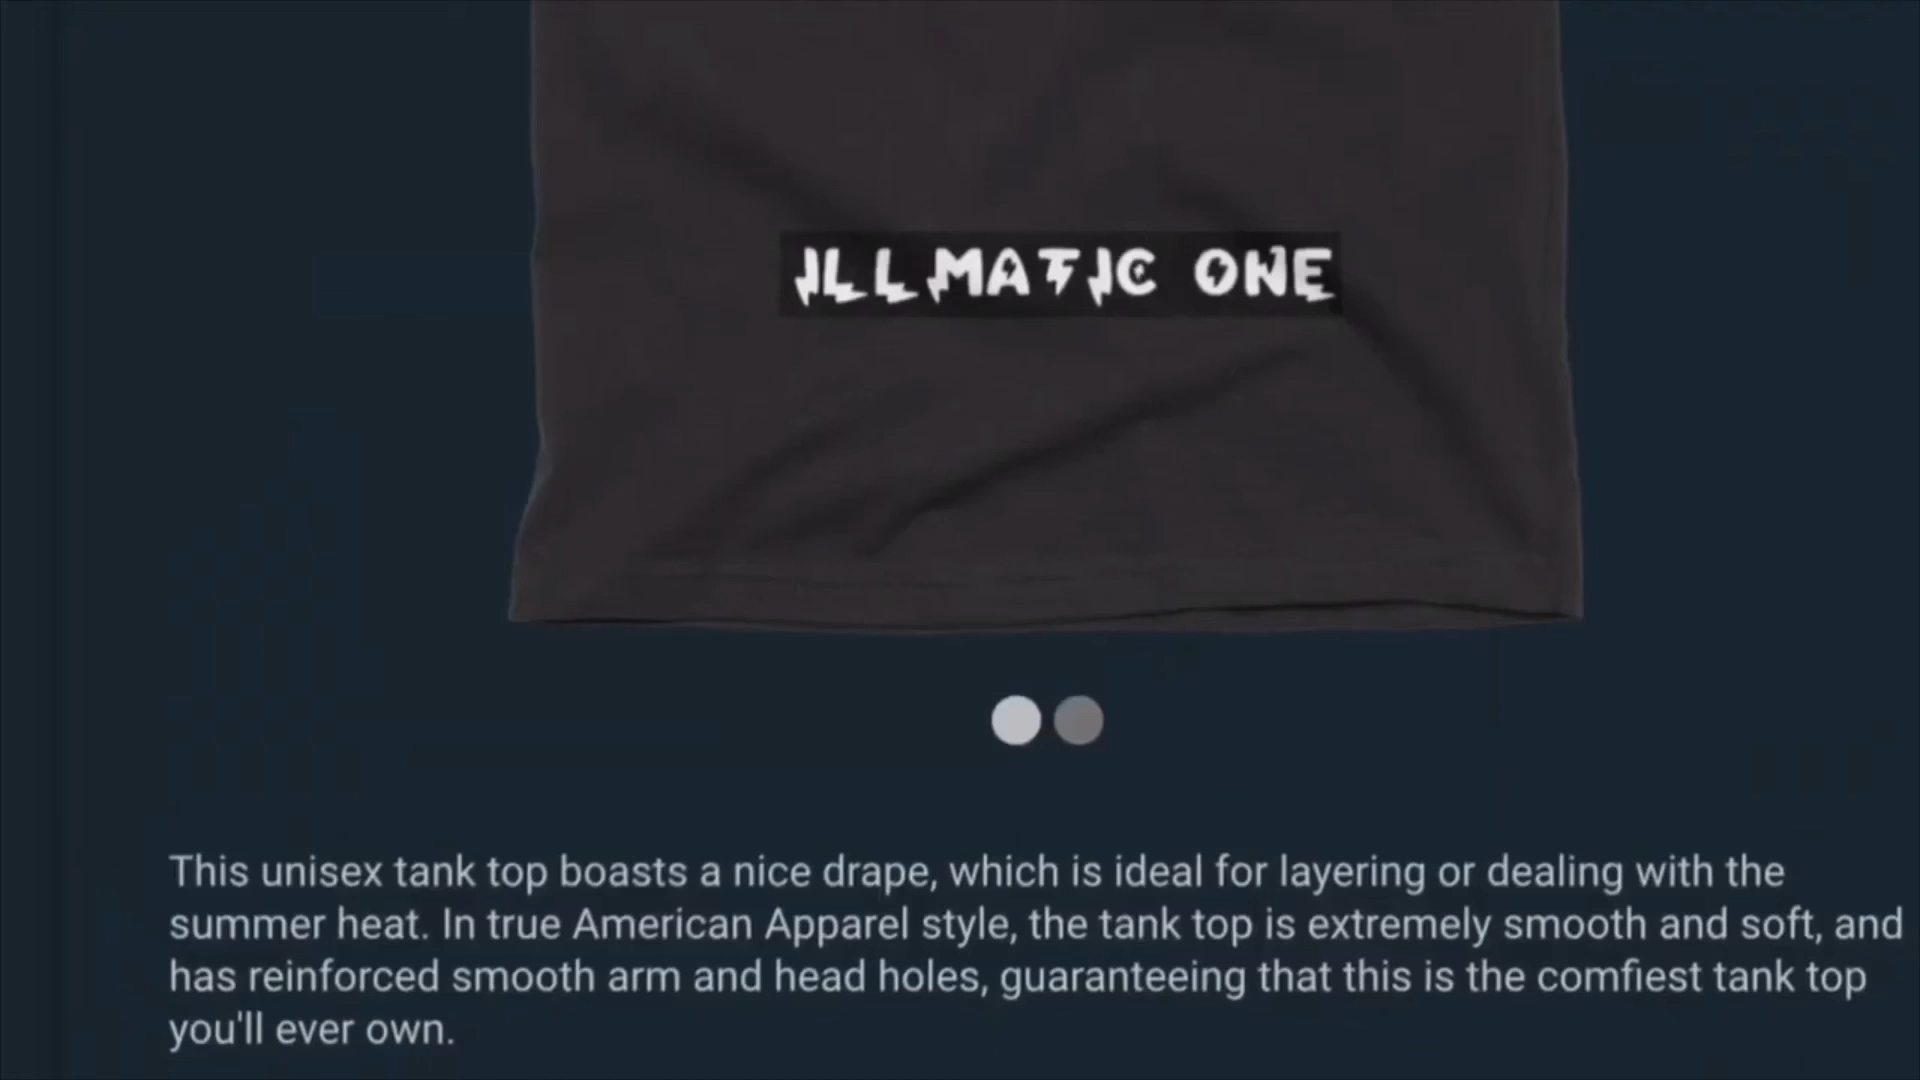 ILLMATIC ONE
This unisex tank top boasts a nice drape, which is ideal for layering or dealing with the
summer heat. In true American Apparel style, the tank top is extremely smooth and soft, and
has reinforced smooth arm and head holes, guaranteeing that this is the comfiest tank top
you'll ever own.